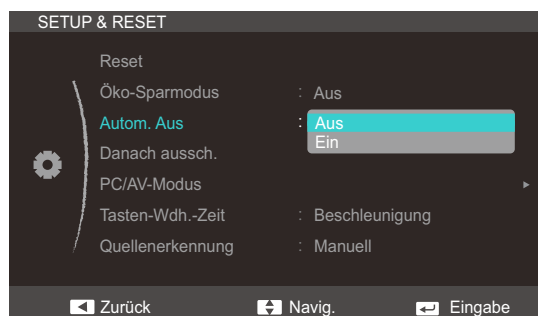 SETUP & RESET
Reset
Öko-Sparmodus : Aus
Autom. Aus : Aus
Ein
Danach aussch.
PC/AV-Modus
Tasten-Wdh.-Zeit : Beschleunigung
Quellenerkennung : Manuell
Zurück Navig. Eingabe